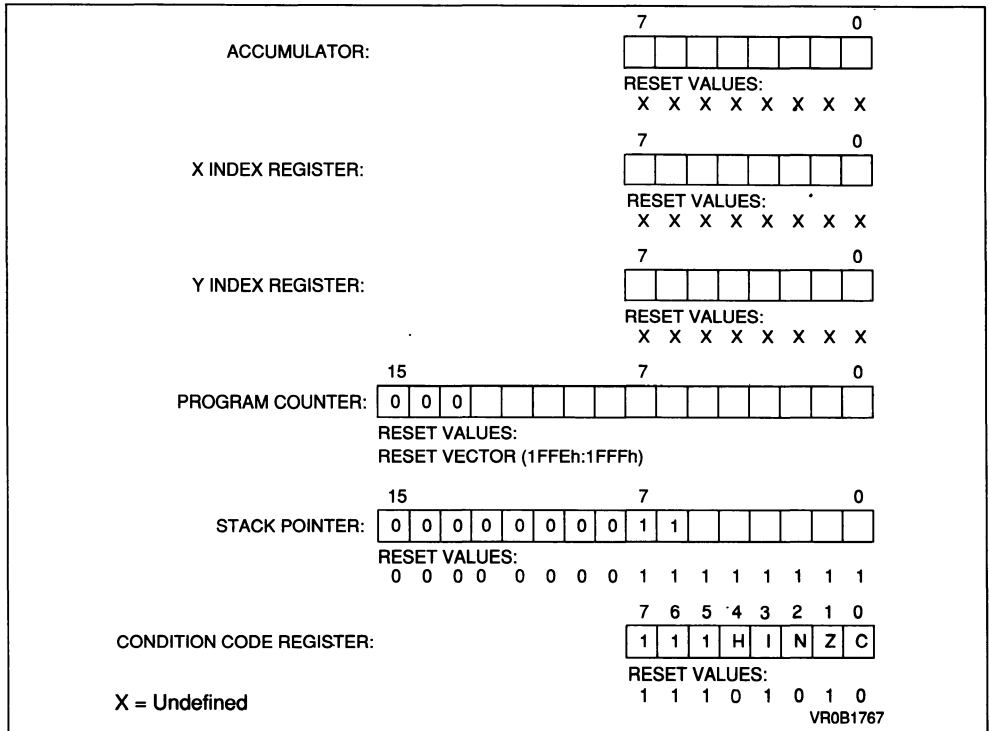 7 0
ACCUMULATOR:
RESET VALUES:
X X X X X X X X
7 0
X INDEX REGISTER:
RESET VALUES:
X X X X X X X X
7 0
Y INDEX REGISTER:
RESET VALUES:
X X X X X X X X
15 7 0
PROGRAM COUNTER: 0 0 0
RESET VALUES:
RESET VECTOR (1FFEh:1FFFh)
15 7 0
STACK POINTER: 0 0 0 0 0 0 0 0 1 1
RESET VALUES:
0 0 0 0 0 0 0 0 1 1 1 1 1 1 1 1
7 6 5 4 3 2 1 0
CONDITION CODE REGISTER: 1 1 1 H I N Z C
RESET VALUES:
1 1 1 0 1 0 1 0
X = Undefined
VR0B1767